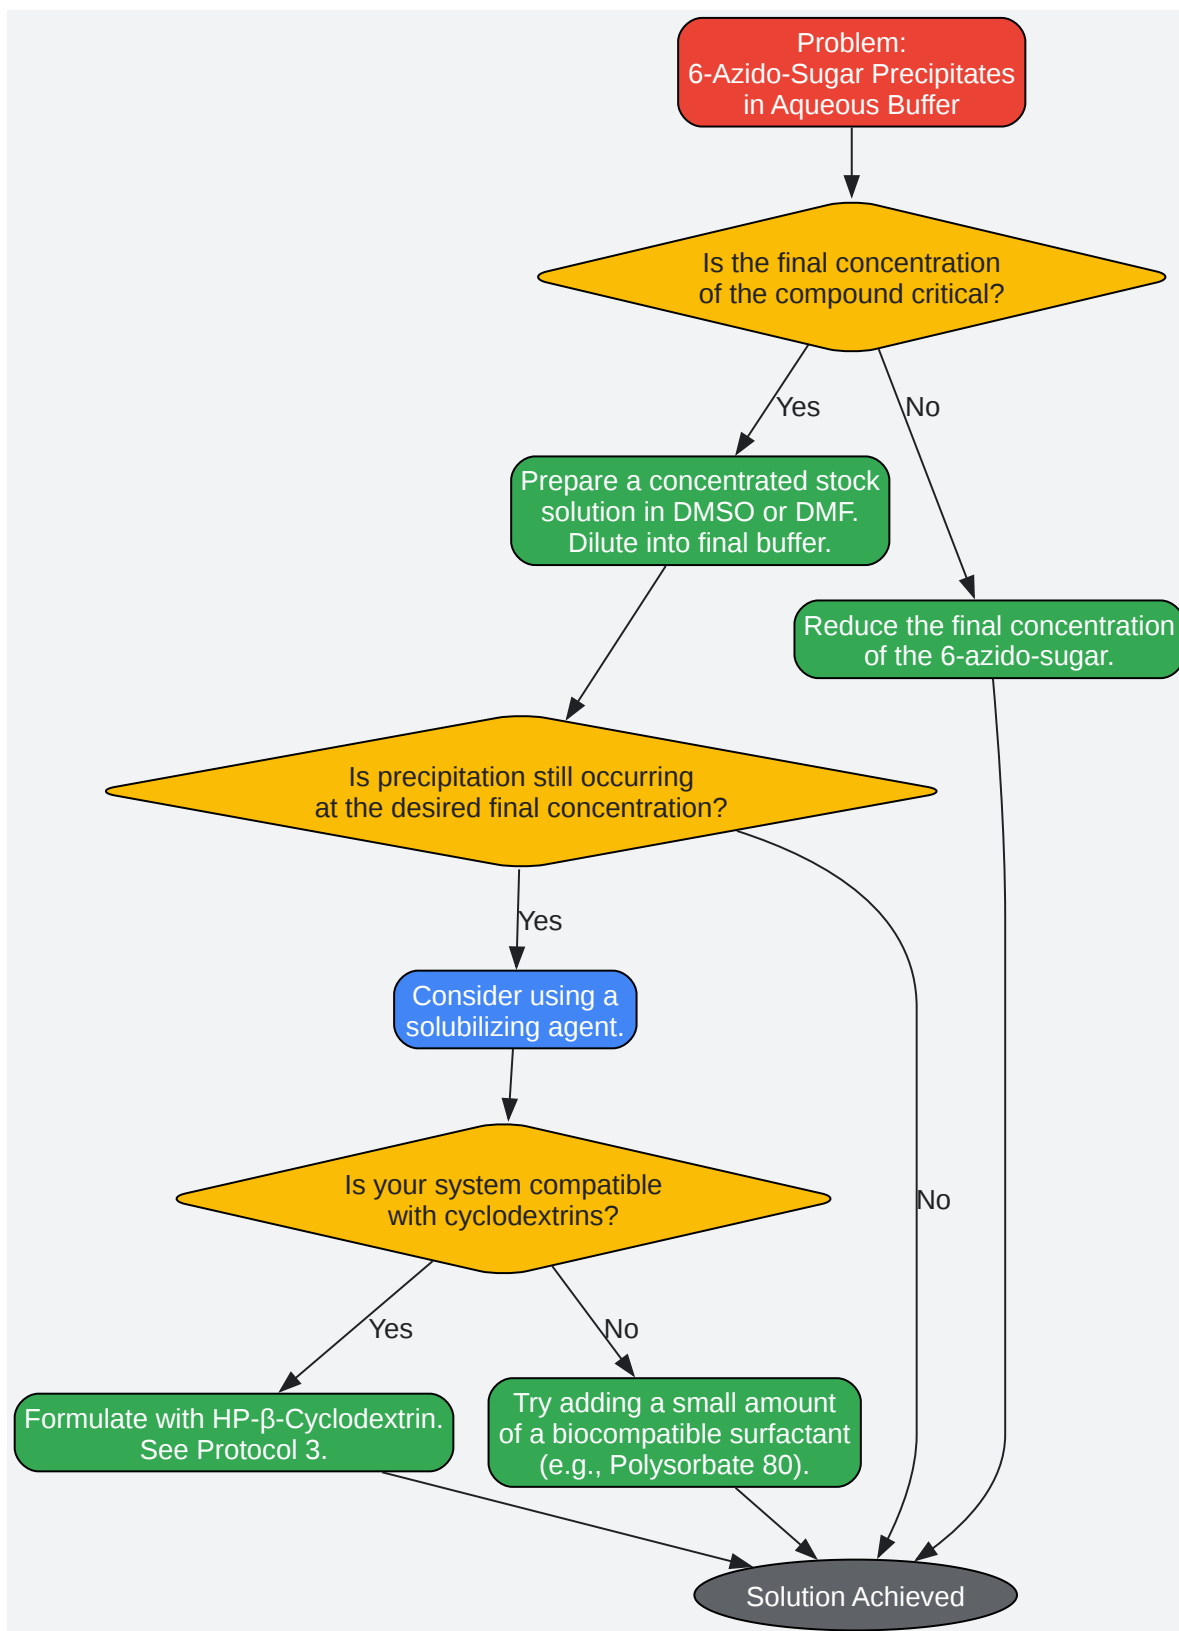 Problem:
6-Azido-Sugar Precipitates
in Aqueous Buffer
Is the final concentration
of the compound critical?
Yes
No
Prepare a concentrated stock
solution in DMSO or DMF.
Dilute into final buffer.
Reduce the final concentration
of the 6-azido-sugar.
Is precipitation still occurring
at the desired final concentration?
Yes
Consider using a
solubilizing agent.
Is your system compatible
with cyclodextrins?
No
Yes
No
Formulate with HP-β-Cyclodextrin.
See Protocol 3.
Try adding a small amount
of a biocompatible surfactant
(e.g., Polysorbate 80).
Solution Achieved